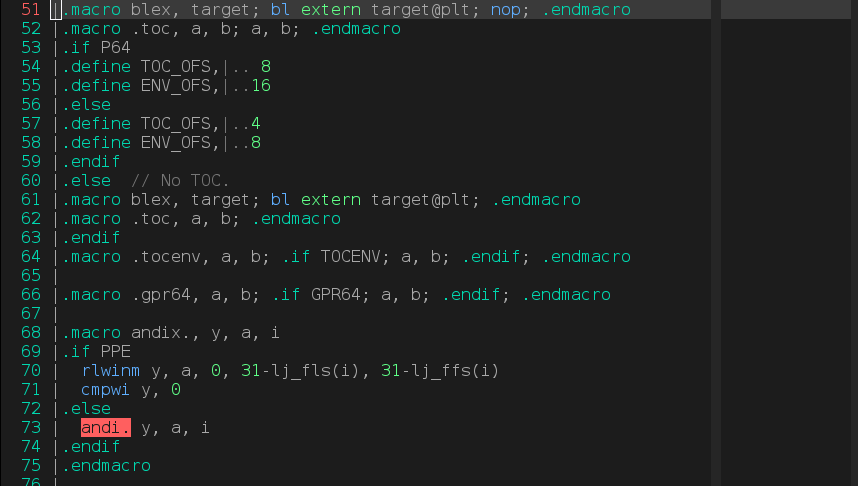 51 |.macro blex, target; bl extern target@plt; nop; .endmacro
52 |.macro .toc, a, b; a, b; .endmacro
53 |.if P64
54 |.define TOC_OFS,|.. 8
55 |.define ENV_OFS,|..16
56 |.else
57 |.define TOC_OFS,|..4
58 |.define ENV_OFS,|..8
59 |.endif
60 |.else  // No TOC.
61 |.macro blex, target; bl extern target@plt; .endmacro
62 |.macro .toc, a, b; .endmacro
63 |.endif
64 |.macro .tocenv, a, b; .if TOCENV; a, b; .endif; .endmacro
65 |
66 |.macro .gpr64, a, b; .if GPR64; a, b; .endif; .endmacro
67 |
68 |.macro andix., y, a, i
69 |.if PPE
70 |  rlwinm y, a, 0, 31-lj_fls(i), 31-lj_ffs(i)
71 |  cmpwi y, 0
72 |.else
73 |  andi. y, a, i
74 |.endif
75 |.endmacro
76 |